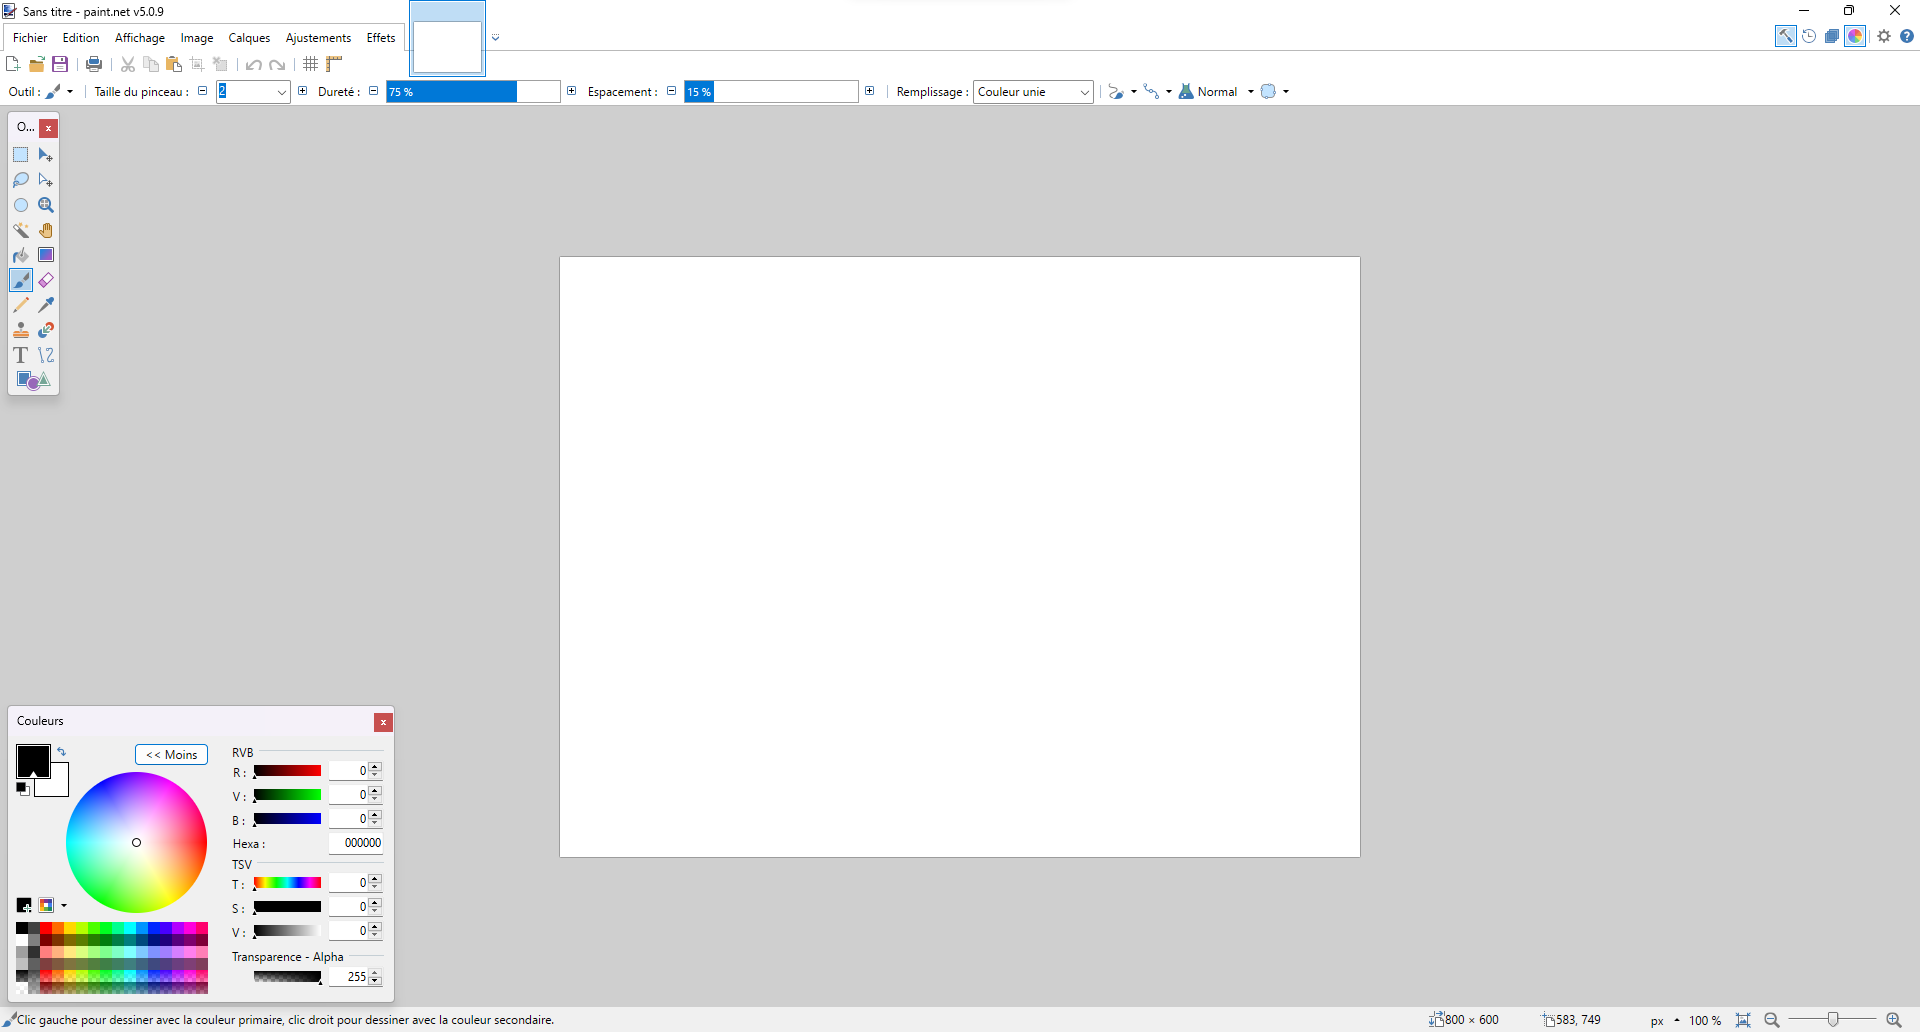 Sans titre - paint.net v5.0.9
Fichier Edition Affichage Image Calques Ajustements Effets
Outil : Taille du pinceau : 2 Dureté : 75 % Espacement : 15 % Remplissage : Couleur unie Normal
O...
Couleurs
<< Moins
RVB
R : 0
V : 0
B : 0
Hexa : 000000
TSV
T : 0
S : 0
V : 0
Transparence - Alpha
255
Clic gauche pour dessiner avec la couleur primaire, clic droit pour dessiner avec la couleur secondaire. 800 × 600 583, 749 px 100 %